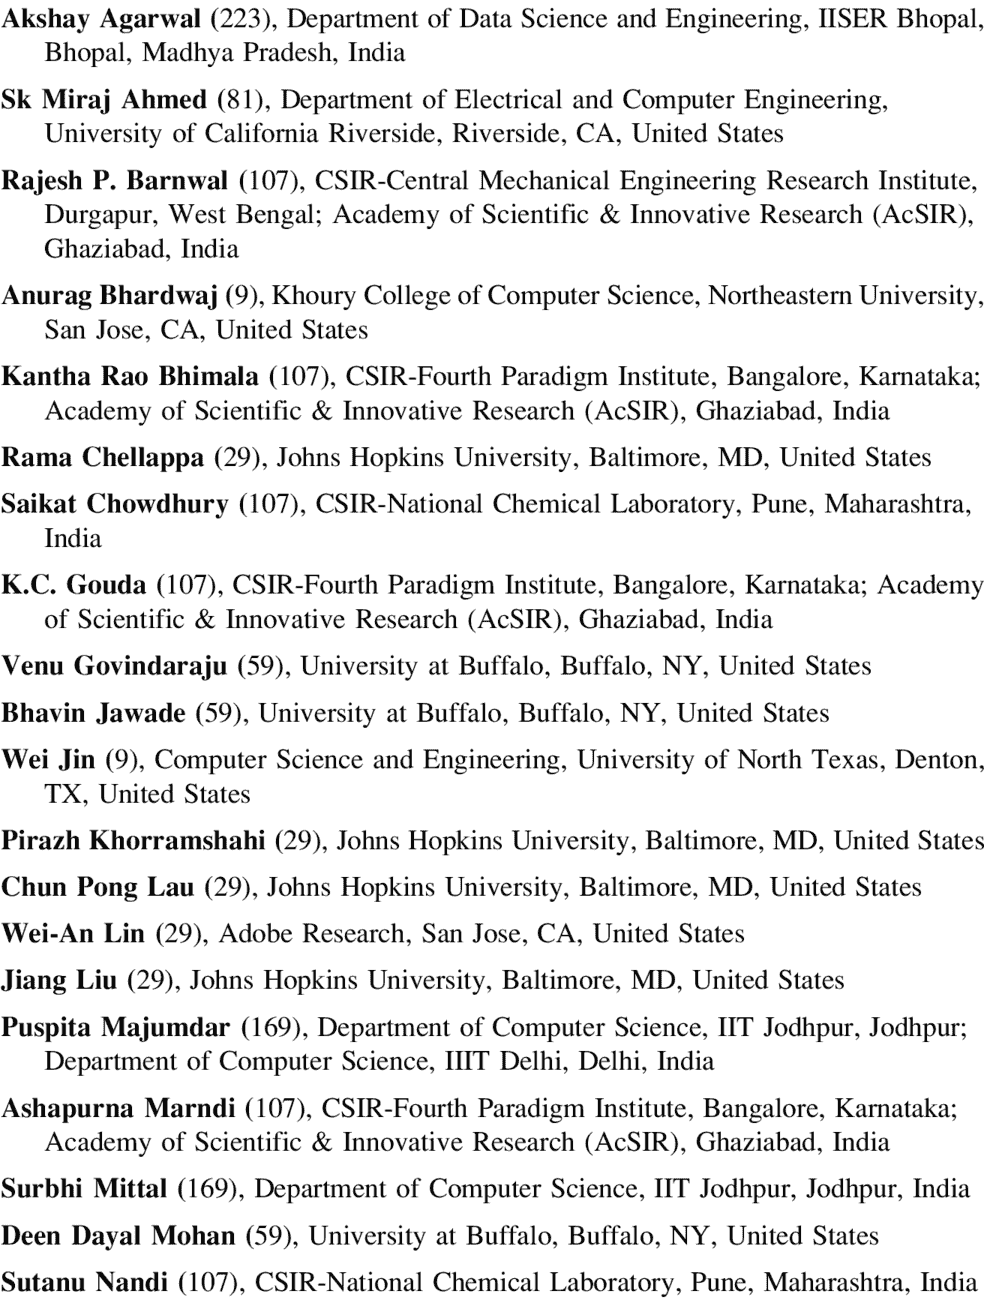 Akshay Agarwal (223), Department of Data Science and Engineering, IISER Bhopal,
Bhopal, Madhya Pradesh, India
Sk Miraj Ahmed (81), Department of Electrical and Computer Engineering,
University of California Riverside, Riverside, CA, United States
Rajesh P. Barnwal (107), CSIR-Central Mechanical Engineering Research Institute,
Durgapur, West Bengal; Academy of Scientific & Innovative Research (AcSIR),
Ghaziabad, India
Anurag Bhardwaj (9), Khoury College of Computer Science, Northeastern University,
San Jose, CA, United States
Kantha Rao Bhimala (107), CSIR-Fourth Paradigm Institute, Bangalore, Karnataka;
Academy of Scientific & Innovative Research (AcSIR), Ghaziabad, India
Rama Chellappa (29), Johns Hopkins University, Baltimore, MD, United States
Saikat Chowdhury (107), CSIR-National Chemical Laboratory, Pune, Maharashtra,
India
K.C. Gouda (107), CSIR-Fourth Paradigm Institute, Bangalore, Karnataka; Academy
of Scientific & Innovative Research (AcSIR), Ghaziabad, India
Venu Govindaraju (59), University at Buffalo, Buffalo, NY, United States
Bhavin Jawade (59), University at Buffalo, Buffalo, NY, United States
Wei Jin (9), Computer Science and Engineering, University of North Texas, Denton,
TX, United States
Pirazh Khorramshahi (29), Johns Hopkins University, Baltimore, MD, United States
Chun Pong Lau (29), Johns Hopkins University, Baltimore, MD, United States
Wei-An Lin (29), Adobe Research, San Jose, CA, United States
Jiang Liu (29), Johns Hopkins University, Baltimore, MD, United States
Puspita Majumdar (169), Department of Computer Science, IIT Jodhpur, Jodhpur;
Department of Computer Science, IIIT Delhi, Delhi, India
Ashapurna Marndi (107), CSIR-Fourth Paradigm Institute, Bangalore, Karnataka;
Academy of Scientific & Innovative Research (AcSIR), Ghaziabad, India
Surbhi Mittal (169), Department of Computer Science, IIT Jodhpur, Jodhpur, India
Deen Dayal Mohan (59), University at Buffalo, Buffalo, NY, United States
Sutanu Nandi (107), CSIR-National Chemical Laboratory, Pune, Maharashtra, India